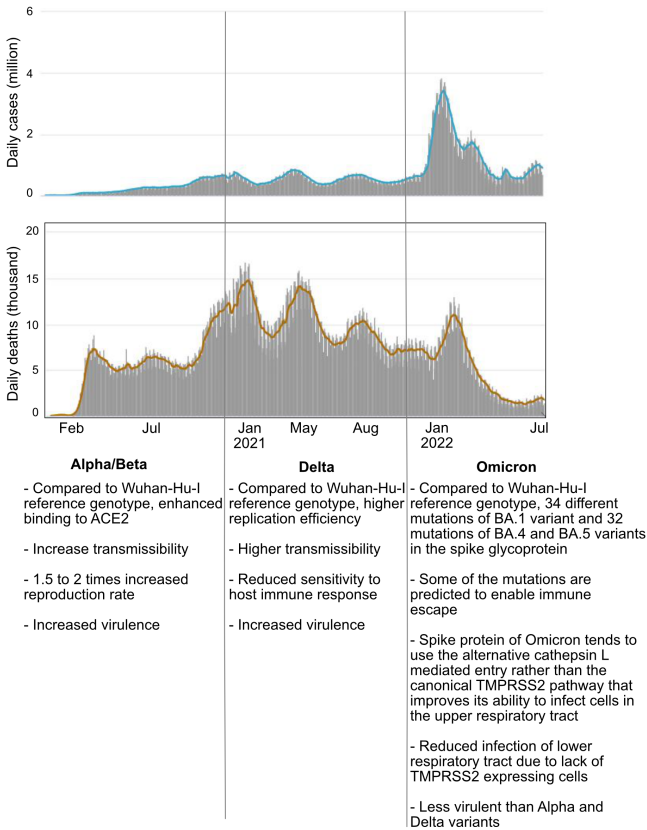 6
4
2
0
Daily cases (million)
20
15
10
5
0
Daily deaths (thousand)
Feb
Jul
Jan
2021
May
Aug
Jan
2022
Jul
Alpha/Beta
- Compared to Wuhan-Hu-I
reference genotype, enhanced
binding to ACE2
- Increase transmissibility
- 1.5 to 2 times increased
reproduction rate
- Increased virulence
Delta
- Compared to Wuhan-Hu-I
reference genotype, higher
replication efficiency
- Higher transmissibility
- Reduced sensitivity to
host immune response
- Increased virulence
Omicron
- Compared to Wuhan-Hu-I
reference genotype, 34 different
mutations of BA.1 variant and 32
mutations of BA.4 and BA.5 variants
in the spike glycoprotein
- Some of the mutations are
predicted to enable immune
escape
- Spike protein of Omicron tends to
use the alternative cathepsin L
mediated entry rather than the
canonical TMPRSS2 pathway that
improves its ability to infect cells in
the upper respiratory tract
- Reduced infection of lower
respiratory tract due to lack of
TMPRSS2 expressing cells
- Less virulent than Alpha and
Delta variants